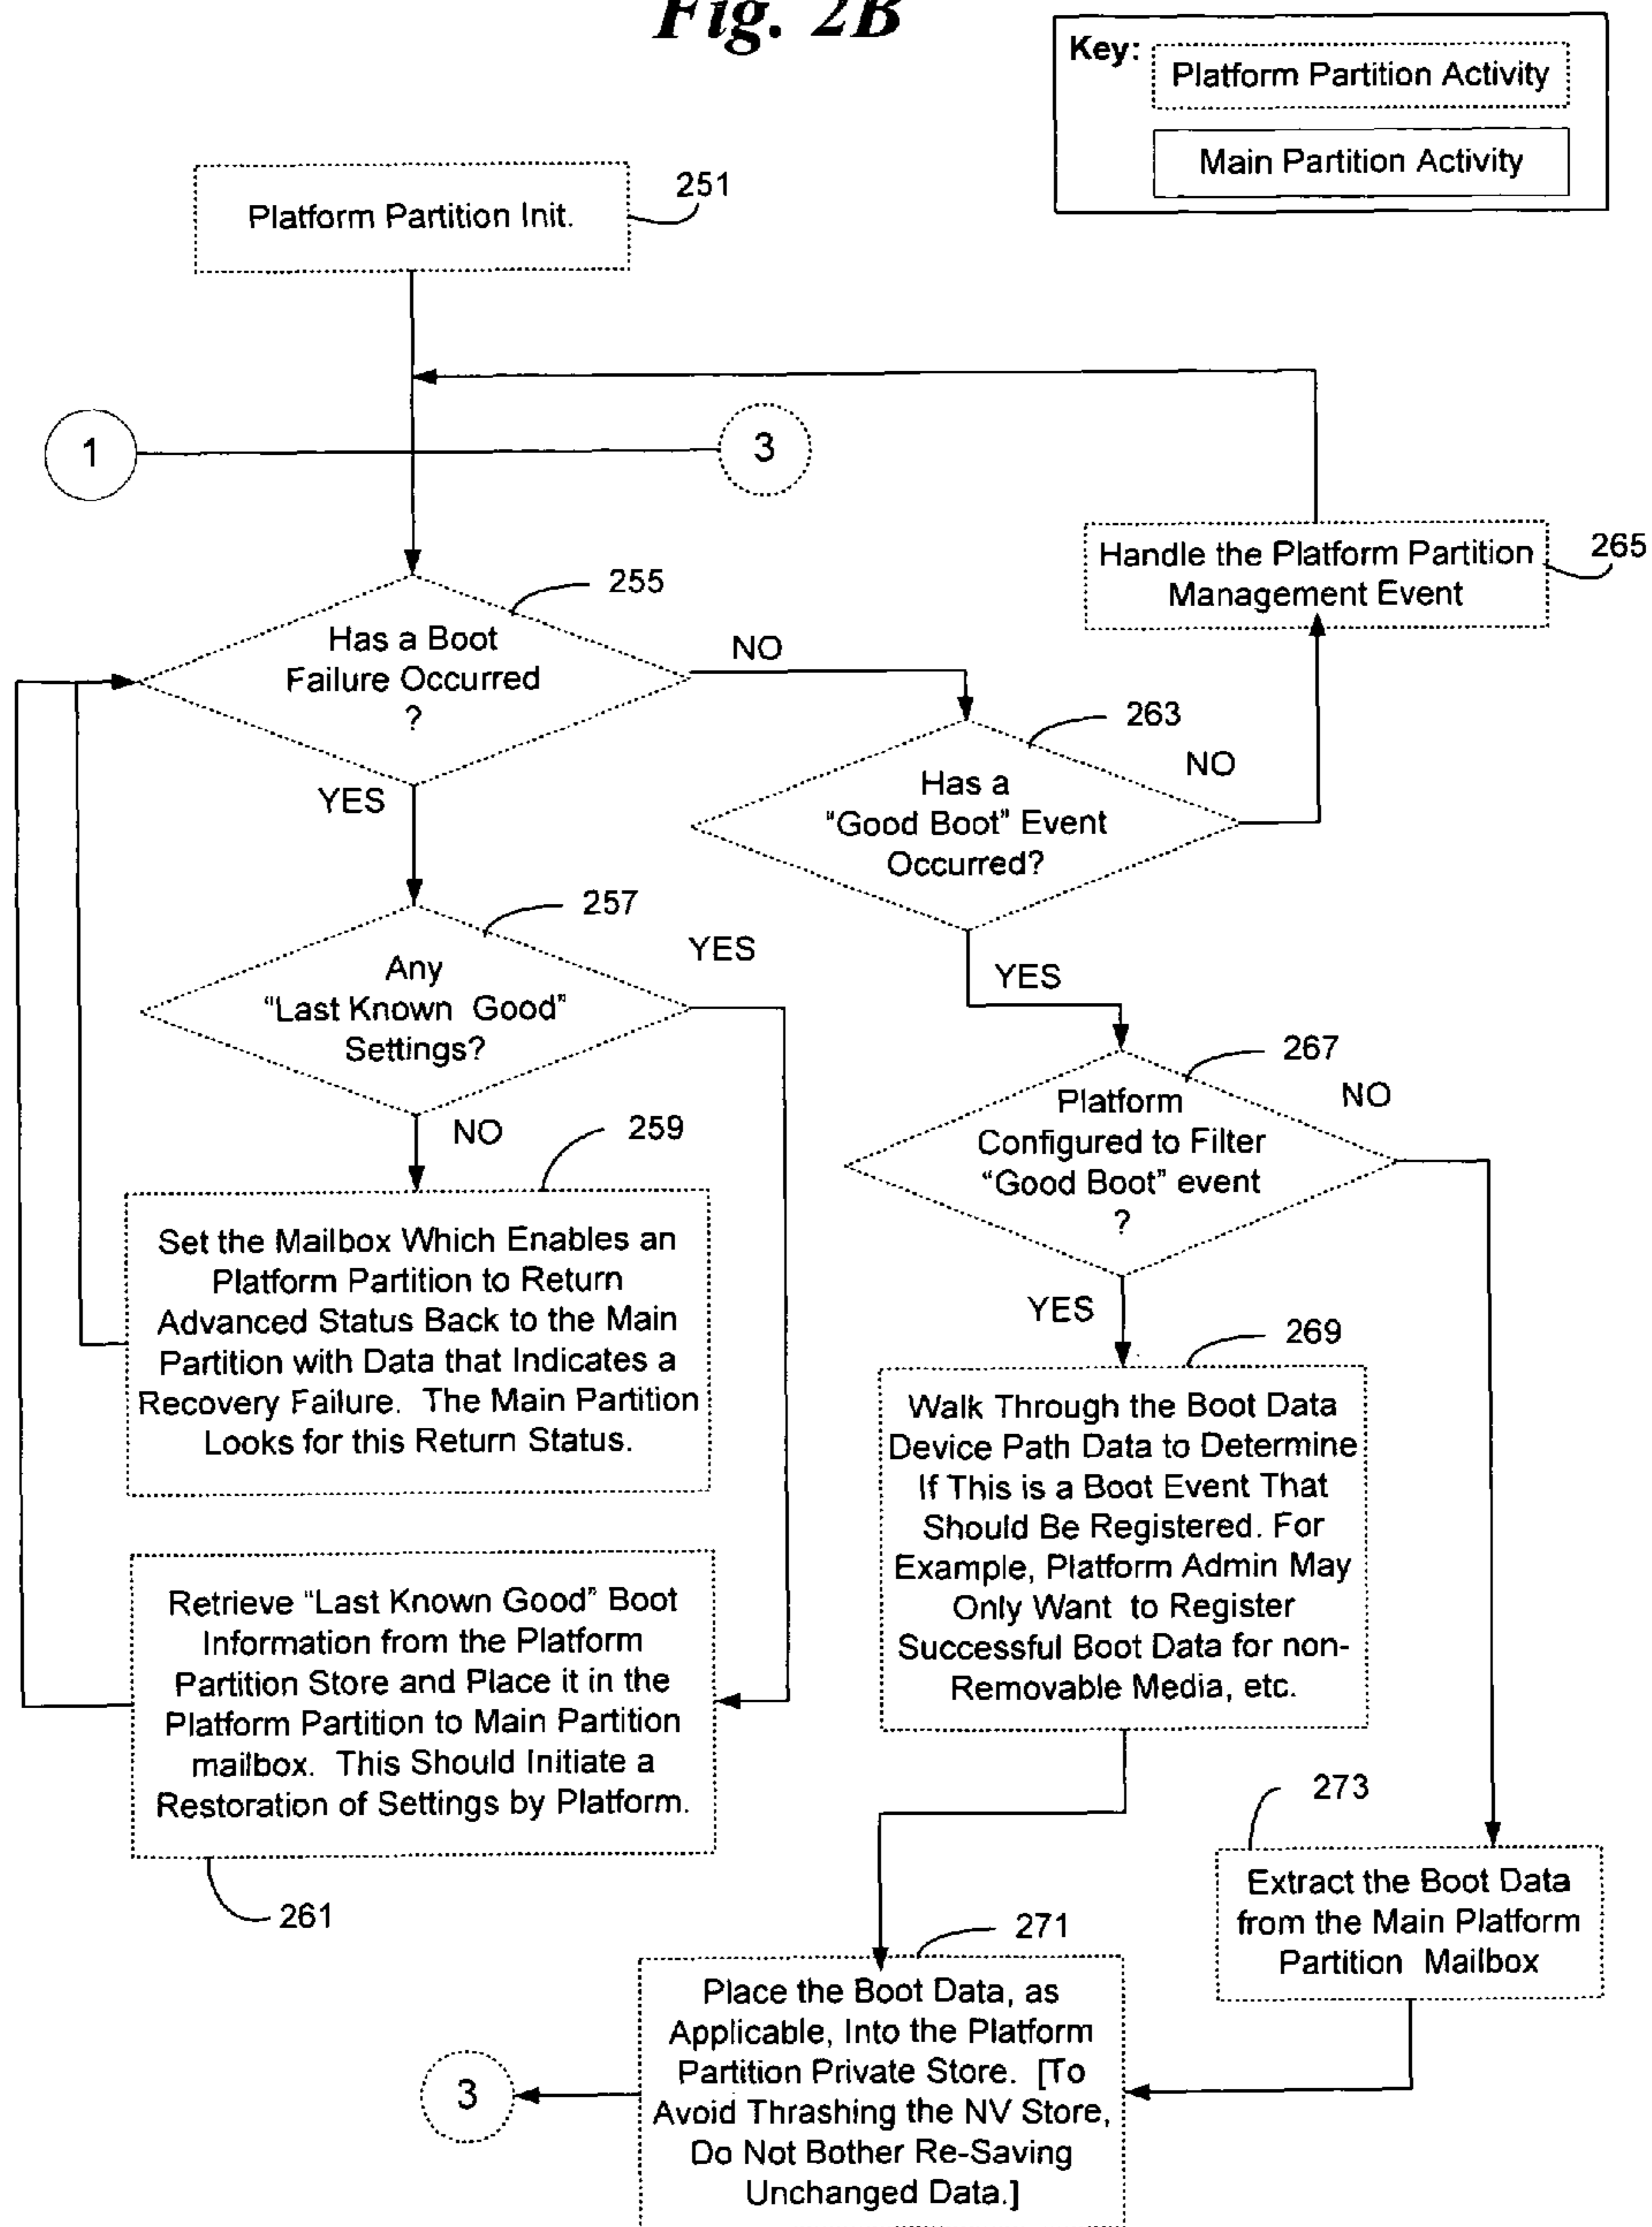 Fig. 2B
Key:
Platform Partition Activity
Main Partition Activity
Platform Partition Init.
251
1
3
Handle the Platform Partition
Management Event
265
255
Has a Boot
Failure Occurred
?
NO
YES
263
Has a
“Good Boot” Event
Occurred?
NO
YES
257
Any
“Last Known Good”
Settings?
YES
NO
267
Platform
Configured to Filter
“Good Boot” event
?
NO
YES
259
Set the Mailbox Which Enables an
Platform Partition to Return
Advanced Status Back to the Main
Partition with Data that Indicates a
Recovery Failure. The Main Partition
Looks for this Return Status.
269
Walk Through the Boot Data
Device Path Data to Determine
If This is a Boot Event That
Should Be Registered. For
Example, Platform Admin May
Only Want to Register
Successful Boot Data for non-
Removable Media, etc.
Retrieve “Last Known Good” Boot
Information from the Platform
Partition Store and Place it in the
Platform Partition to Main Partition
mailbox. This Should Initiate a
Restoration of Settings by Platform.
261
273
Extract the Boot Data
from the Main Platform
Partition Mailbox
271
Place the Boot Data, as
Applicable, Into the Platform
Partition Private Store. [To
Avoid Thrashing the NV Store,
Do Not Bother Re-Saving
Unchanged Data.]
3